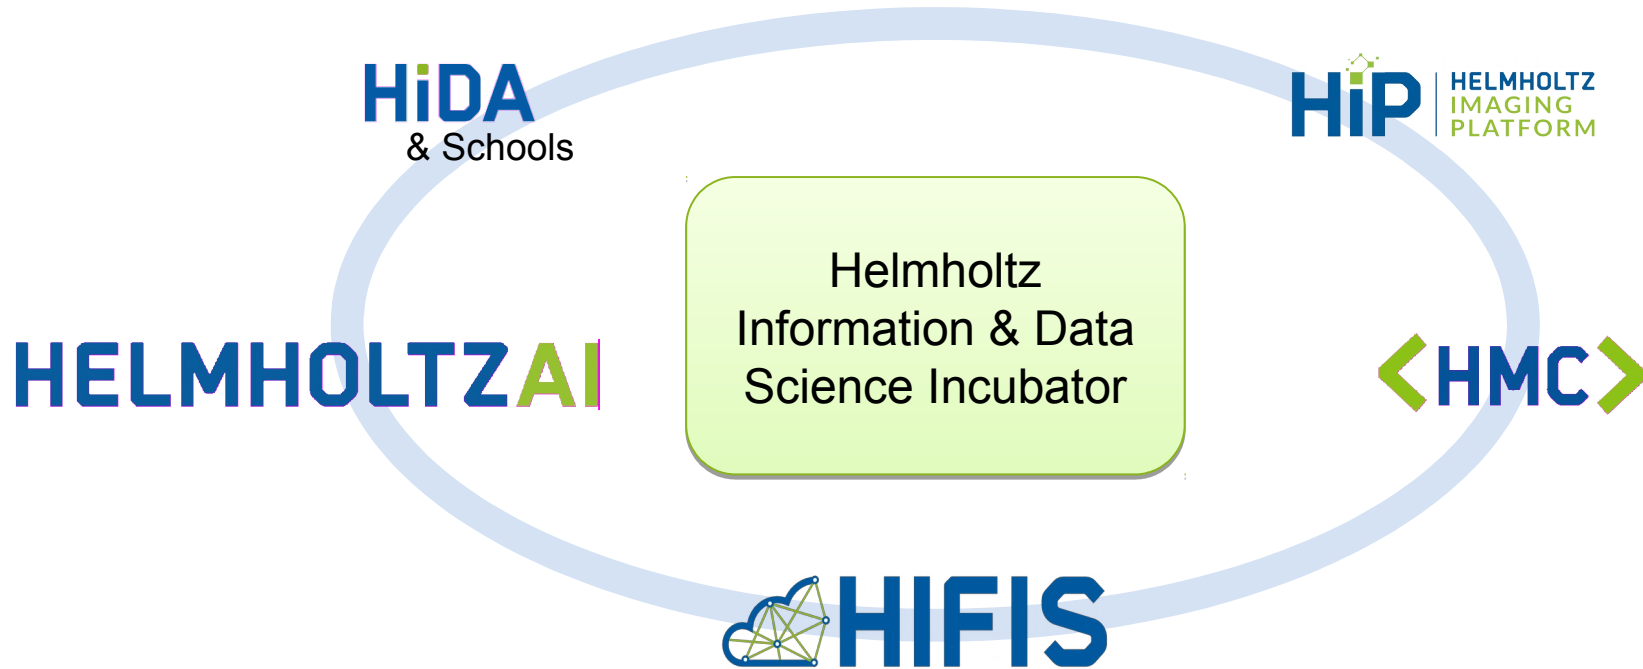 HiDA
& Schools
HiP
HELMHOLTZ
IMAGING
PLATFORM
Helmholtz
Information & Data
Science Incubator
HELMHOLTZAI
<HMC>
HIFIS